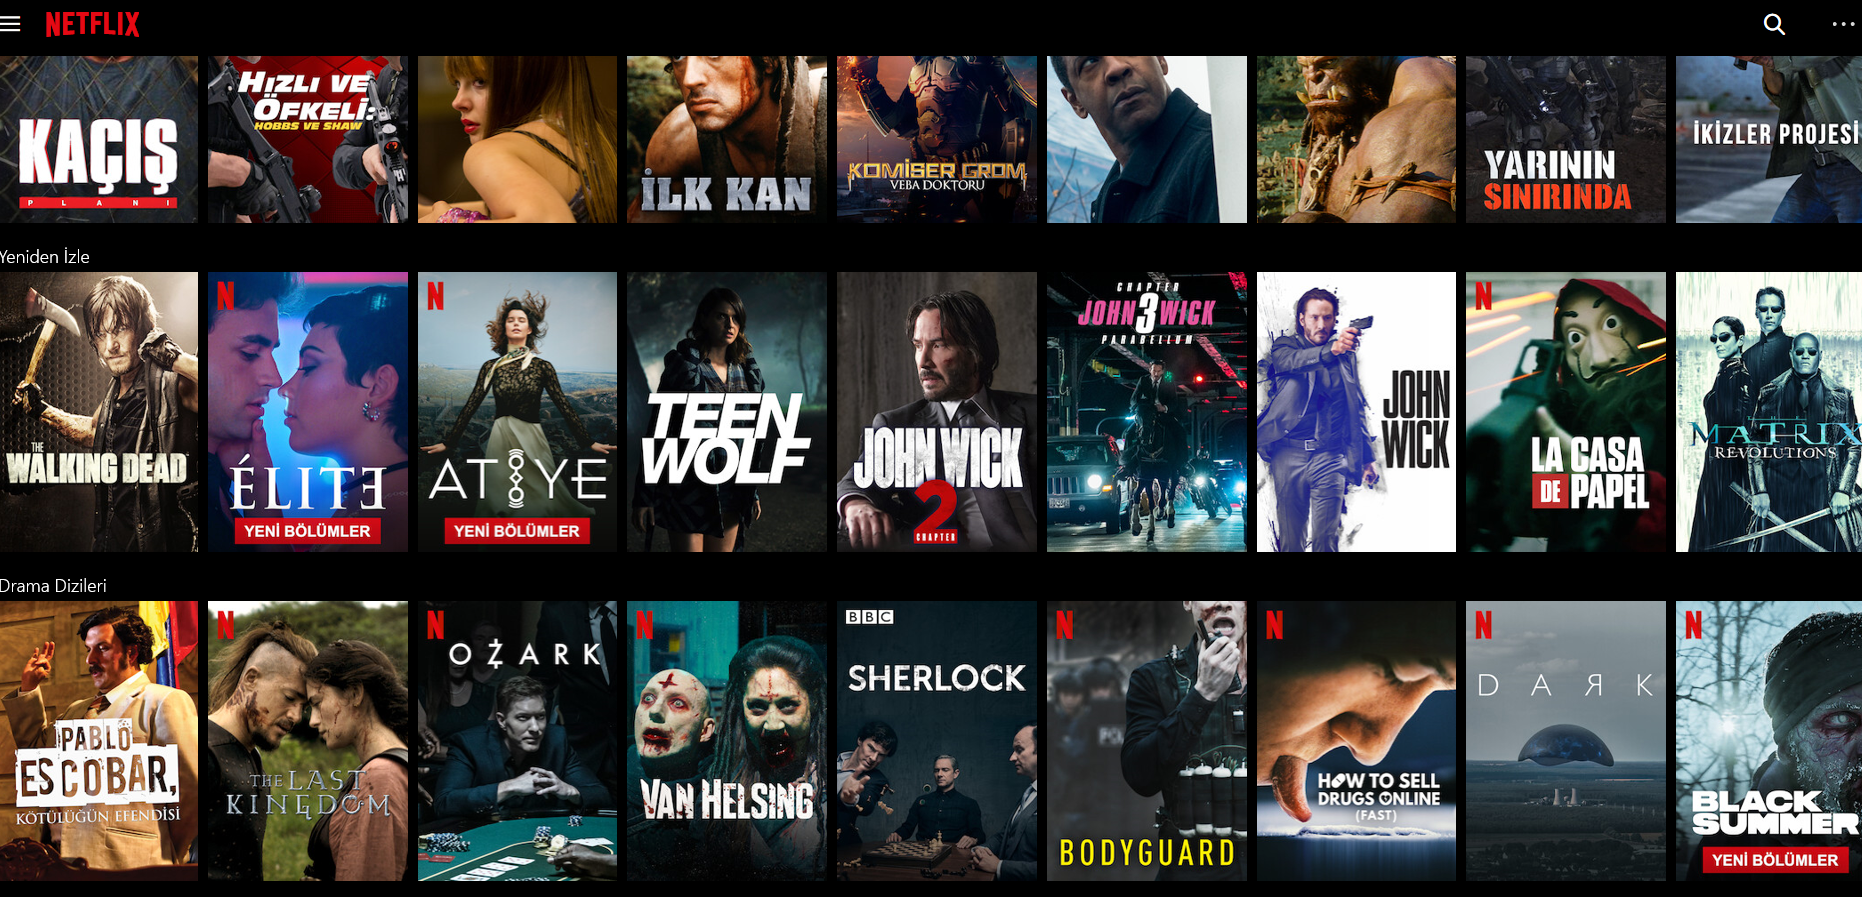 NETFLIX
KAÇIŞ
PLANI
HIZLI VE
ÖFKELİ:
HOBBS VE SHAW
İLK KAN
KOMİSER GROM
VEBA DOKTORU
YARININ
SINIRINDA
İKİZLER PROJESİ
Yeniden İzle
THE
WALKING DEAD
N
ÉLITE
YENİ BÖLÜMLER
N
ATIYE
YENİ BÖLÜMLER
TEEN
WOLF
JOHN WICK
2
CHAPTER
CHAPTER
JOHN 3 WICK
PARABELLUM
JOHN
WICK
N
LA CASA
DE PAPEL
THE
MATRIX
REVOLUTIONS
Drama Dizileri
PABLO
ESCOBAR,
KÖTÜLÜĞÜN EFENDİSİ
N
THE LAST
KINGDOM
N
OZARK
N
VAN HELSING
BBC
SHERLOCK
N
PO
BODYGUARD
N
HOW TO SELL
DRUGS ONLINE
(FAST)
N
DARK
N
BLACK
SUMMER
YENİ BÖLÜMLER